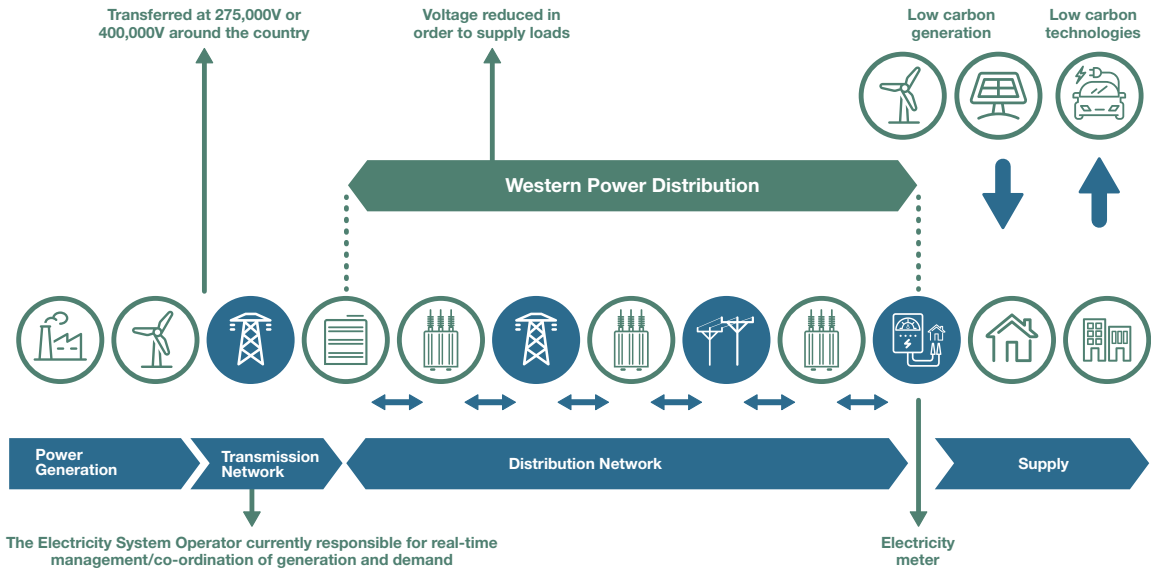 Transferred at 275,000V or
400,000V around the country
Voltage reduced in
order to supply loads
Low carbon
generation
Low carbon
technologies
Western Power Distribution
Power
Generation
Transmission
Network
Distribution Network
Supply
The Electricity System Operator currently responsible for real-time
management/co-ordination of generation and demand
Electricity
meter